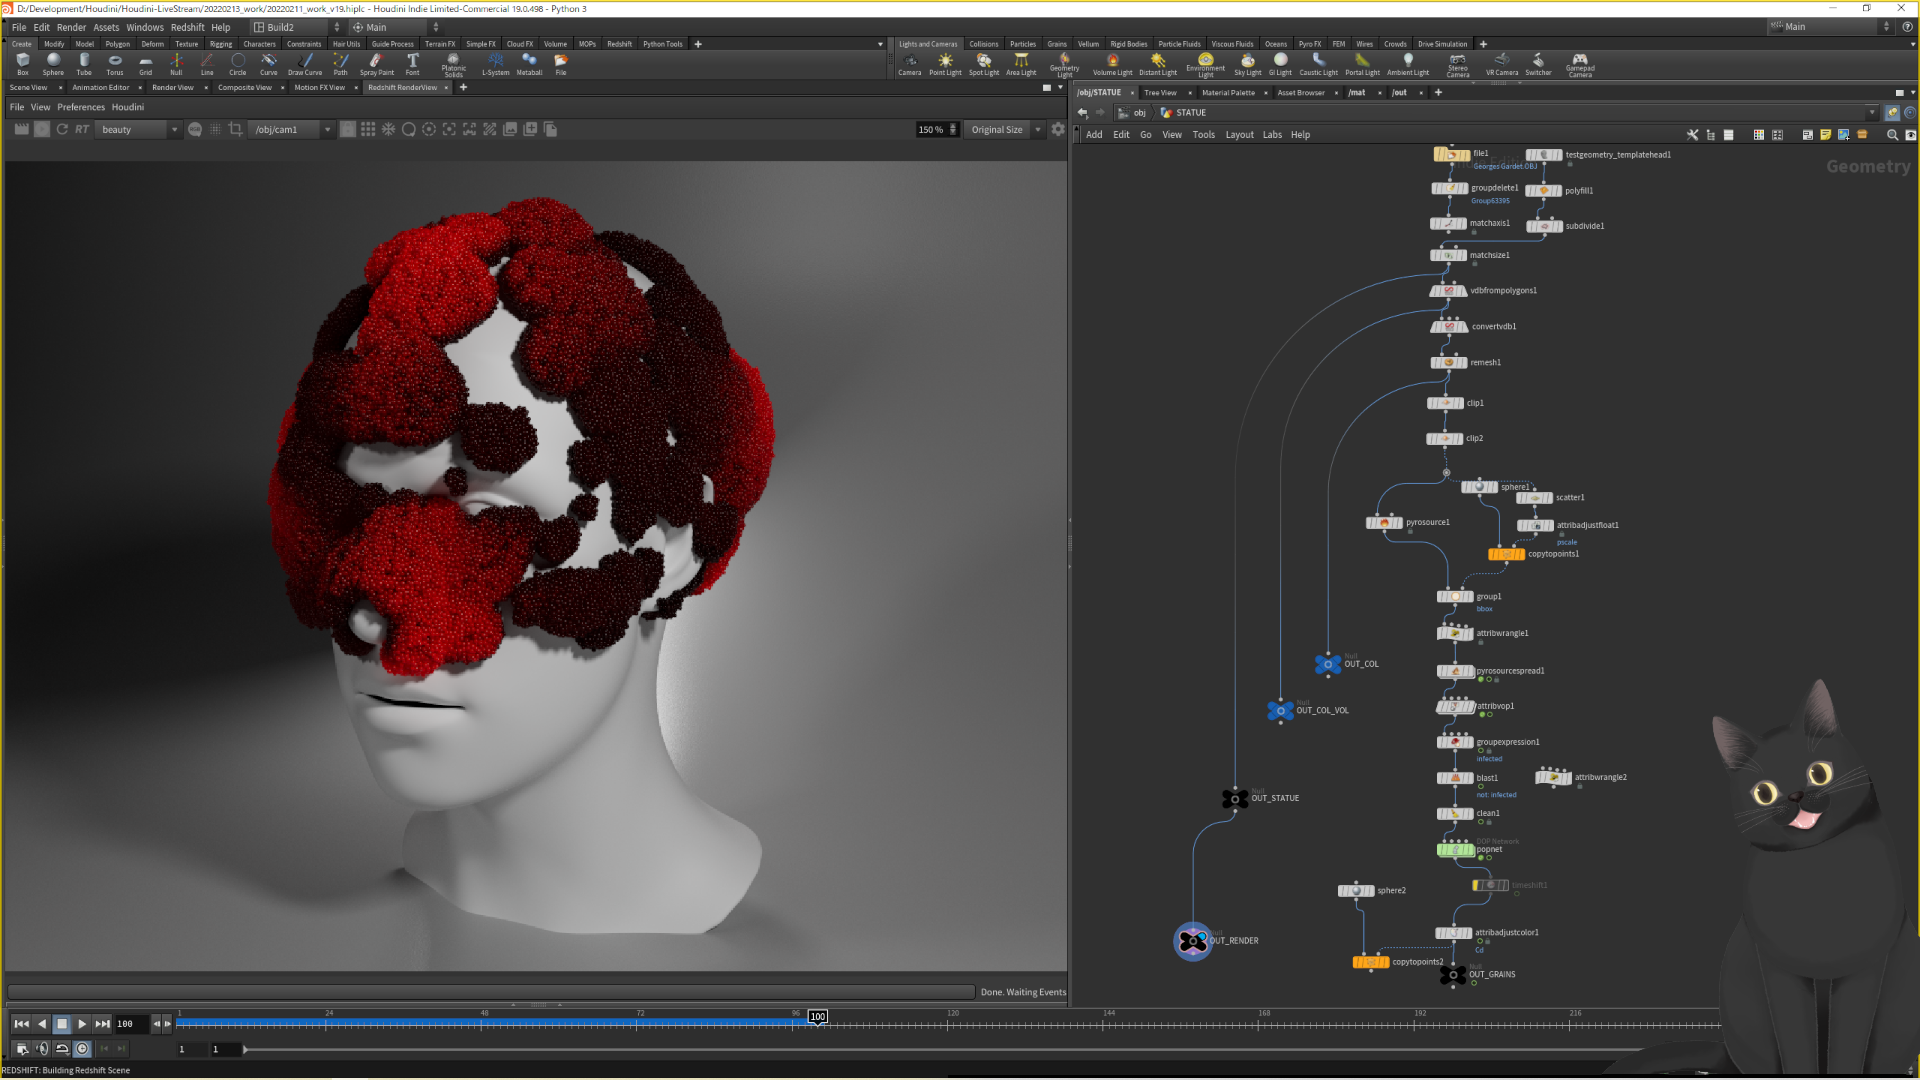 D:/Development/Houdini/Houdini-LiveStream/20220213_work/20220211_work_v19.hiplc - Houdini Indie Limited-Commercial 19.0.498 - Python 3
File Edit Render Assets Windows Redshift Help Build2 Main Main
Create Modify Model Polygon Deform Texture Rigging Characters Constraints Hair Utils Guide Process Terrain FX Simple FX Cloud FX Volume MOPs Redshift Python Tools
Lights and Cameras Collisions Particles Grains Vellum Rigid Bodies Particle Fluids Viscous Fluids Oceans Pyro FX FEM Wires Crowds Drive Simulation
Box Sphere Tube Torus Grid Null Line Circle Curve Draw Curve Path Spray Paint Font Platonic Solids L-System Metaball File
Camera Point Light Spot Light Area Light Geometry Light Volume Light Distant Light Environment Light Sky Light GI Light Caustic Light Portal Light Ambient Light Stereo Camera VR Camera Switcher Gamepad Camera
Scene View Animation Editor Render View Composite View Motion FX View Redshift RenderView
/obj/STATUE Tree View Material Palette Asset Browser /mat /out
File View Preferences Houdini
obj STATUE
RT beauty /obj/cam1 150 % Original Size
Add Edit Go View Tools Layout Labs Help
Geometry
file1
Georges Gardet.OBJ
testgeometry_templatehead1
groupdelete1
Group63395
polyfill1
matchaxis1
subdivide1
matchsize1
vdbfrompolygons1
convertvdb1
remesh1
clip1
clip2
sphere1
scatter1
pyrosource1
attribadjustfloat1
pscale
copytopoints1
group1
bbox
attribwrangle1
Null
OUT_COL
pyrosourcespread1
Null
OUT_COL_VOL
attribvop1
groupexpression1
infected
blast1
not: infected
attribwrangle2
Null
OUT_STATUE
clean1
DOP Network
popnet
timeshift1
sphere2
attribadjustcolor1
Cd
Null
OUT_RENDER
copytopoints2
Null
OUT_GRAINS
Done. Waiting Events
100
1 24 48 72 96 100 120 144 168 192 216
1 1
REDSHIFT: Building Redshift Scene